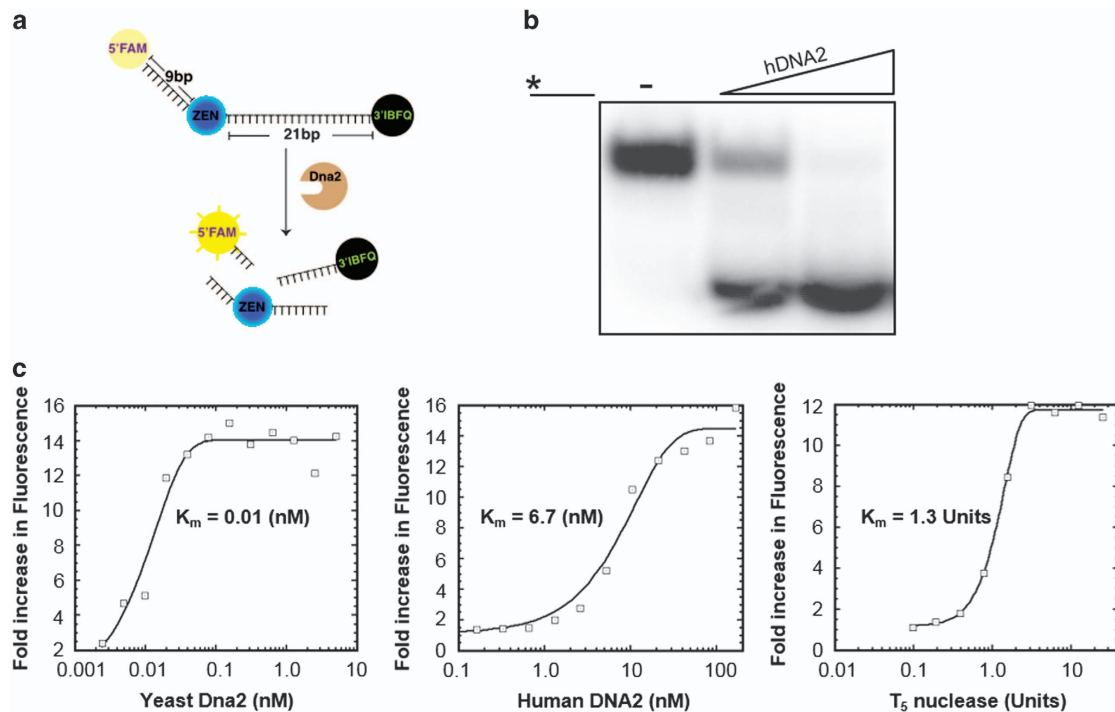 a
5'FAM
9bp
ZEN
3'IBFQ
21bp
Dna2
5'FAM
3'IBFQ
ZEN
b
*
-
hDNA2
c
Fold increase in Fluorescence
16
14
12
10
8
6
4
2
0.001
0.01
0.1
1.0
10
Km = 0.01 (nM)
Yeast Dna2 (nM)
Fold increase in Fluorescence
16
14
12
10
8
6
4
2
0
0.1
1.0
10
100
Km = 6.7 (nM)
Human DNA2 (nM)
Fold increase in Fluorescence
12
10
8
6
4
2
0
0.01
0.1
1.0
10
Km = 1.3 Units
T5 nuclease (Units)